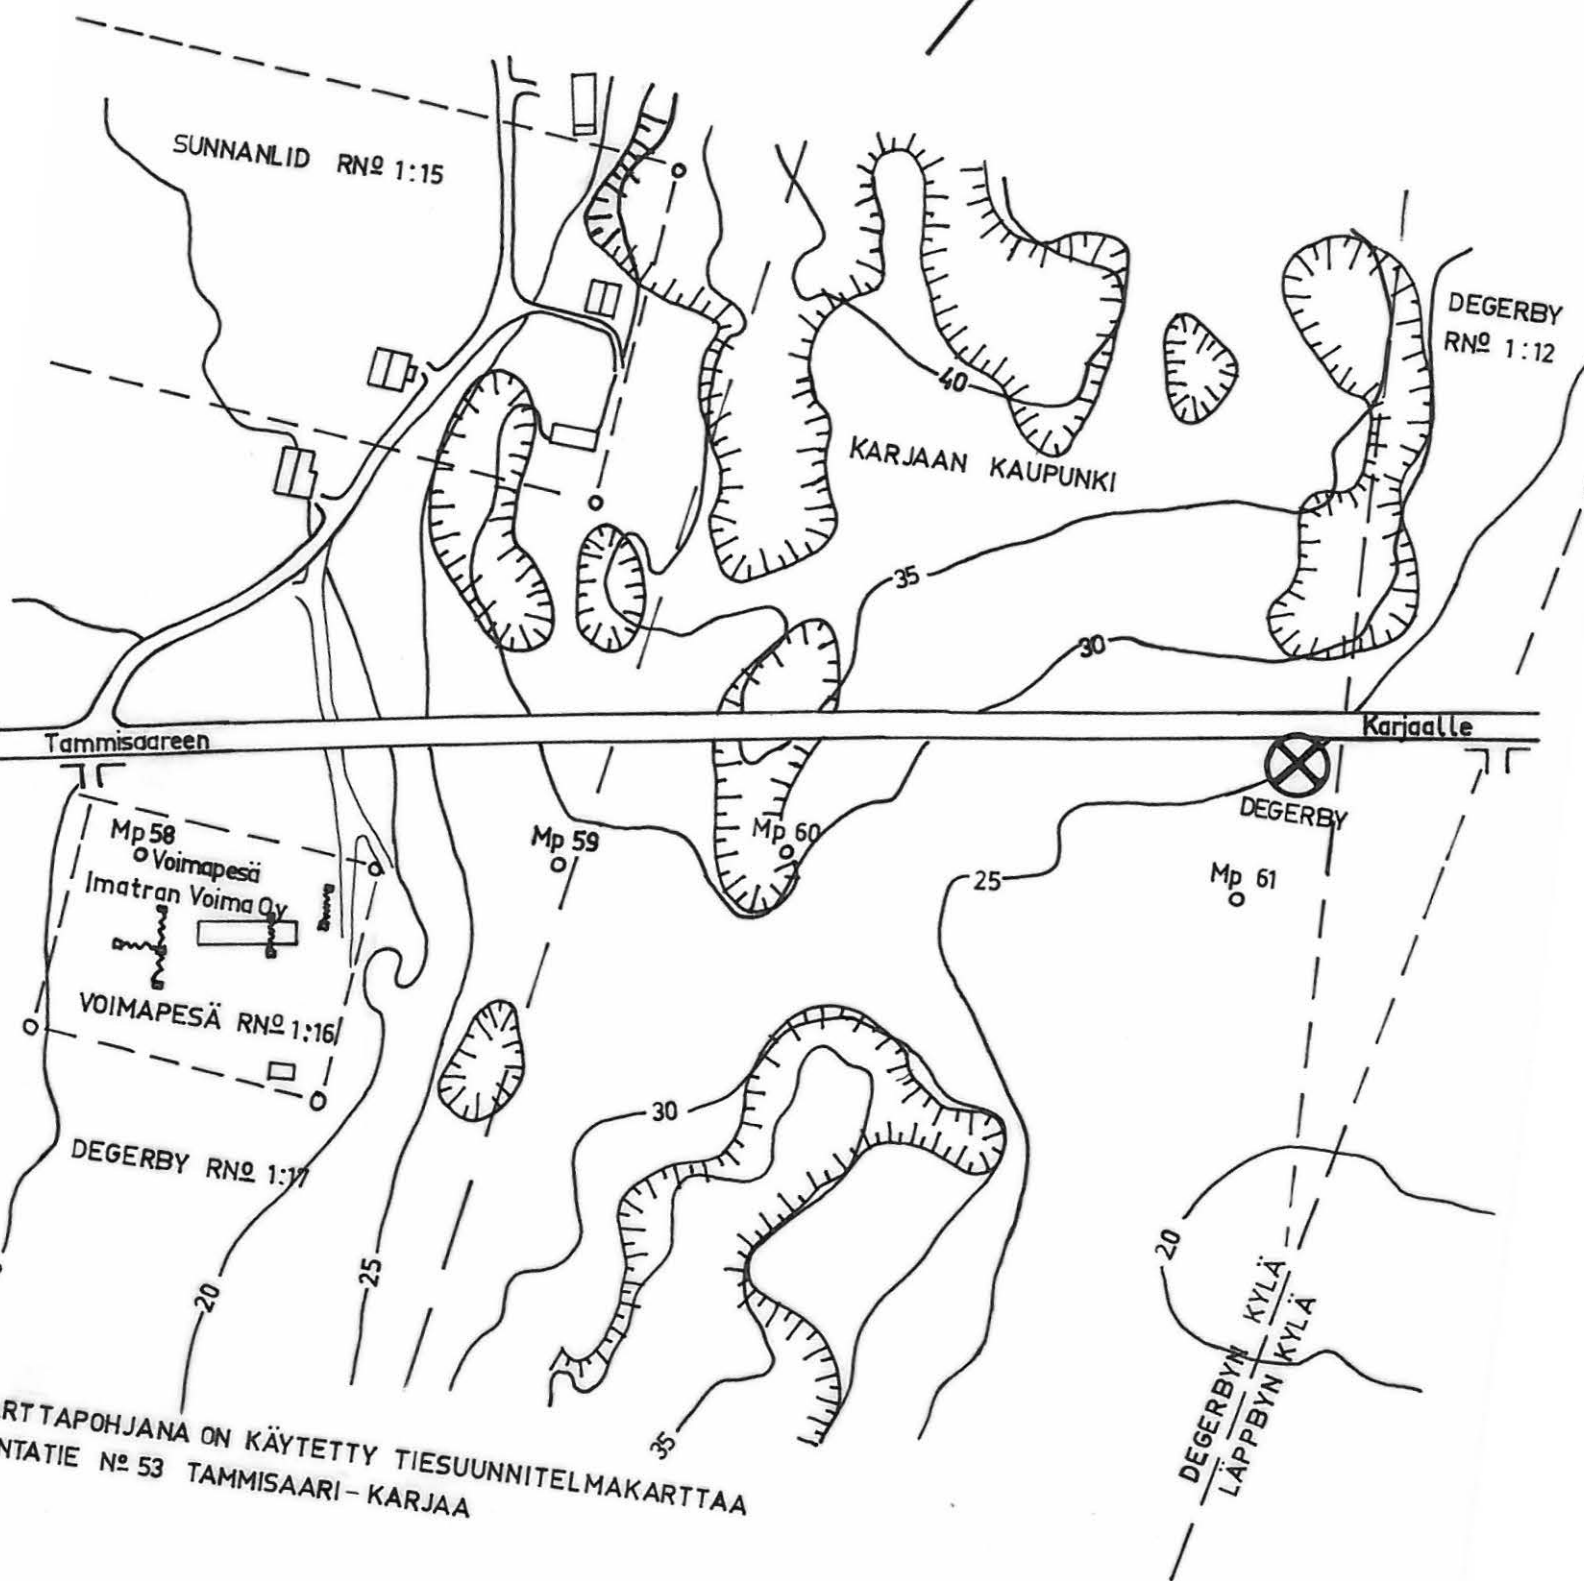 SUNNANLID RNº 1:15
DEGERBY
RNº 1:12
40
KARJAAN KAUPUNKI
35
30
Tammisaareen
Karjaalle
DEGERBY
Mp 58
Voimapesä
Imatran Voima Oy
Mp 59
Mp 60
25
Mp 61
VOIMAPESÄ RNº 1:16
30
DEGERBY RNº 1:17
20
25
20
35
DEGERBYN KYLÄ
LÄPPBYN KYLÄ
RTTAPOHJANA ON KÄYTETTY TIESUUNNITELMAKARTTAA
NTATIE Nº 53 TAMMISAARI - KARJAA